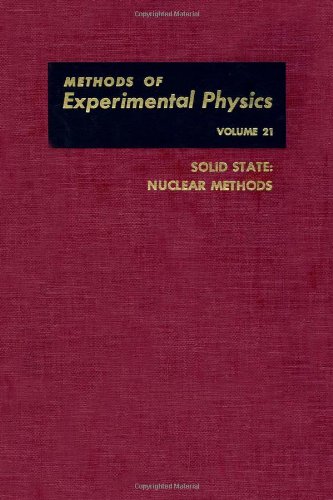 METHODS OF
Experimental Physics
VOLUME 21
SOLID STATE:
NUCLEAR METHODS